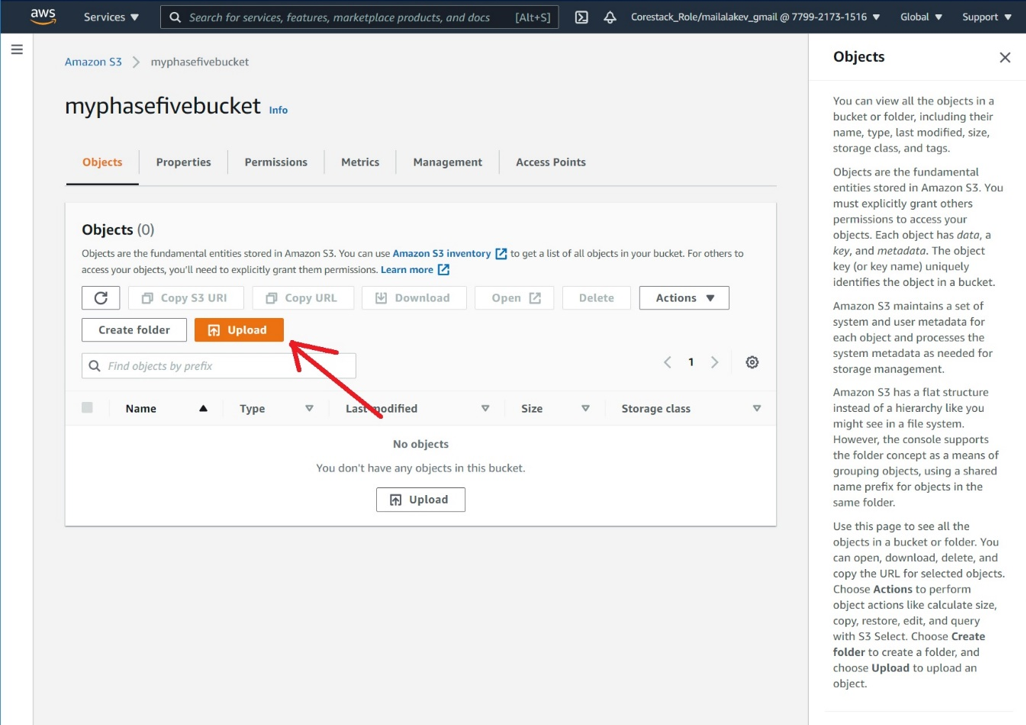 aws Services Search for services, features, marketplace products, and docs [Alt+S] Corestack_Role/mailalakev_gmail @ 7799-2173-1516 Global Support
Amazon S3 > myphasefivebucket
myphasefivebucket Info
Objects Properties Permissions Metrics Management Access Points
Objects (0)
Objects are the fundamental entities stored in Amazon S3. You can use Amazon S3 inventory to get a list of all objects in your bucket. For others to
access your objects, you'll need to explicitly grant them permissions. Learn more
Copy S3 URI Copy URL Download Open Delete Actions
Create folder Upload
Find objects by prefix 1
Name Type Last modified Size Storage class
No objects
You don't have any objects in this bucket.
Upload
Objects
You can view all the objects in a
bucket or folder, including their
name, type, last modified, size,
storage class, and tags.
Objects are the fundamental
entities stored in Amazon S3. You
must explicitly grant others
permissions to access your
objects. Each object has data, a
key, and metadata. The object
key (or key name) uniquely
identifies the object in a bucket.
Amazon S3 maintains a set of
system and user metadata for
each object and processes the
system metadata as needed for
storage management.
Amazon S3 has a flat structure
instead of a hierarchy like you
might see in a file system.
However, the console supports
the folder concept as a means of
grouping objects, using a shared
name prefix for objects in the
same folder.
Use this page to see all the
objects in a bucket or folder. You
can open, download, delete, and
copy the URL for selected objects.
Choose Actions to perform
object actions like calculate size,
copy, restore, edit, and query
with S3 Select. Choose Create
folder to create a folder, and
choose Upload to upload an
object.